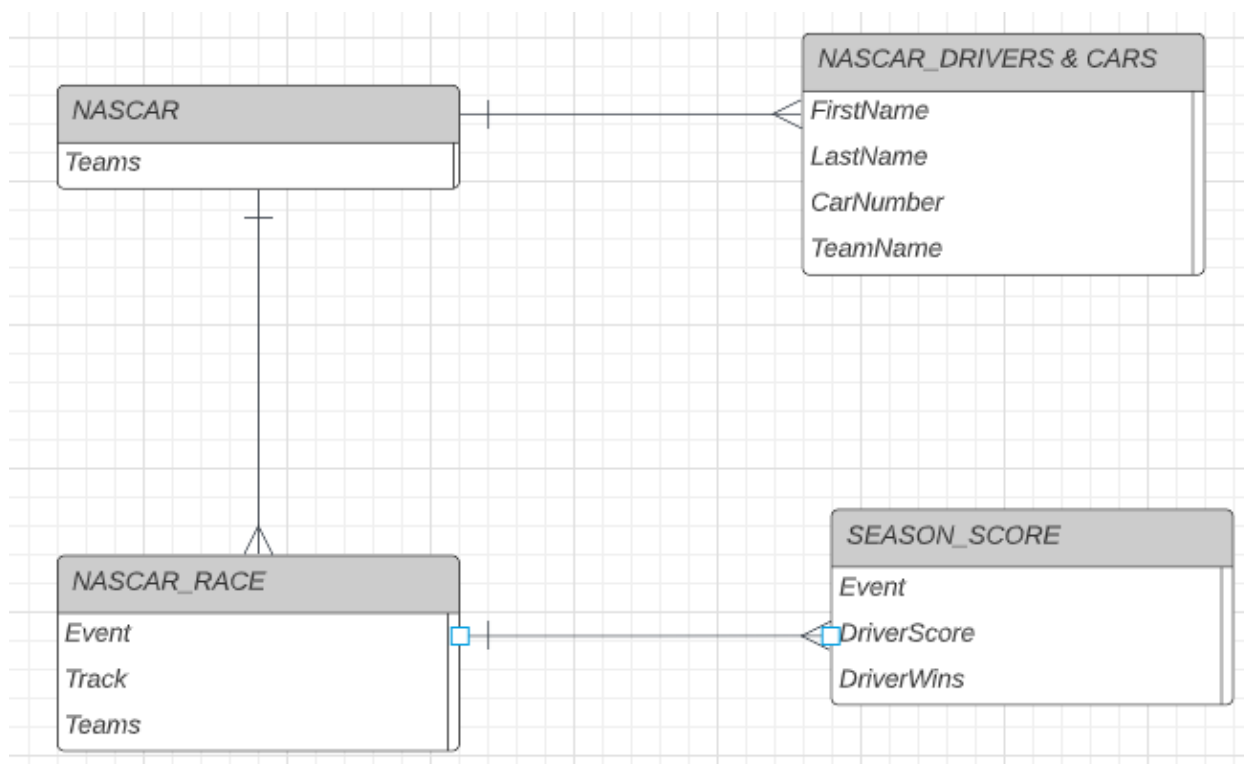 NASCAR
Teams
NASCAR_DRIVERS & CARS
FirstName
LastName
CarNumber
TeamName
NASCAR_RACE
Event
Track
Teams
SEASON_SCORE
Event
DriverScore
DriverWins